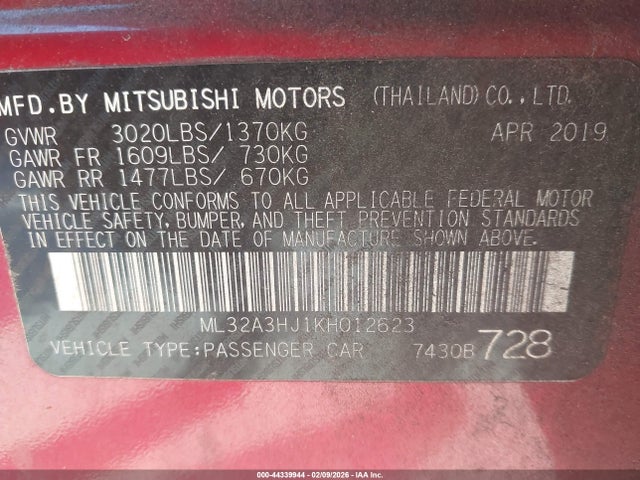 MFD.BY MITSUBISHI MOTORS (THAILAND)CO.,LTD.
GVWR 3020LBS/1370KG APR 2019
GAWR FR 1609LBS/ 730KG
GAWR RR 1477LBS/ 670KG
THIS VEHICLE CONFORMS TO ALL APPLICABLE FEDERAL MOTOR
VEHICLE SAFETY, BUMPER, AND THEFT PREVENTION STANDARDS
IN EFFECT ON THE DATE OF MANUFACTURE SHOWN ABOVE.
ML32A3HJ1KH012623
VEHICLE TYPE:PASSENGER CAR 7430B 728
000-44339944 - 02/09/2026 - IAA Inc.